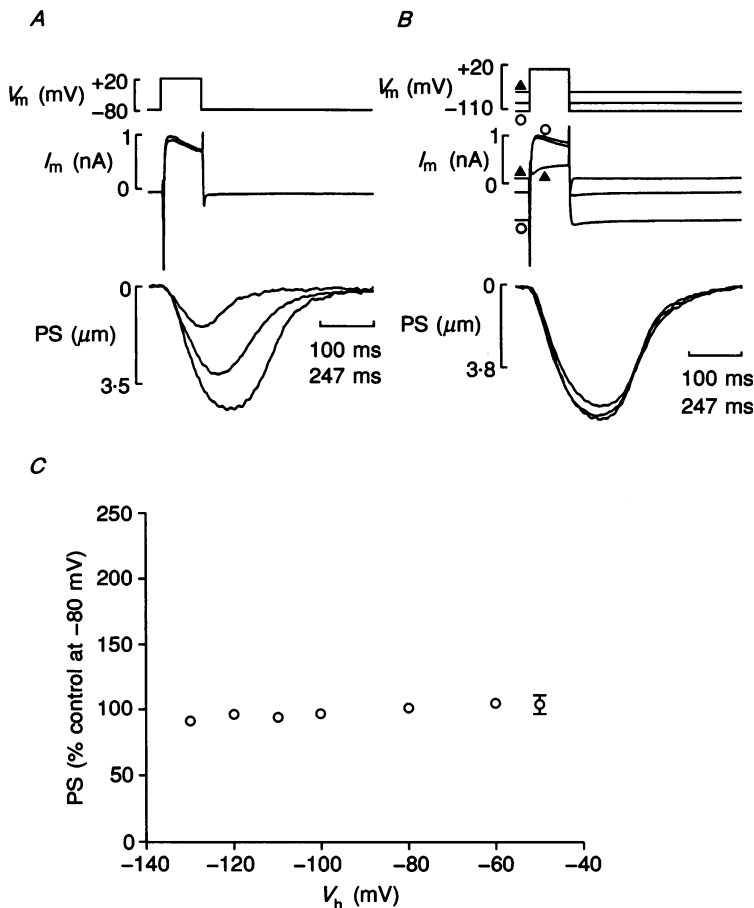 A
+20
Vm (mV)
−80
1
Im (nA)
0
0
PS (μm)
3·5
100 ms
247 ms
B
+20
Vm (mV)
−110
1
Im (nA)
0
0
PS (μm)
3·8
100 ms
247 ms
C
250
200
150
100
50
0
PS (% control at −80 mV)
−140
−120
−100
−80
−60
−40
Vh (mV)